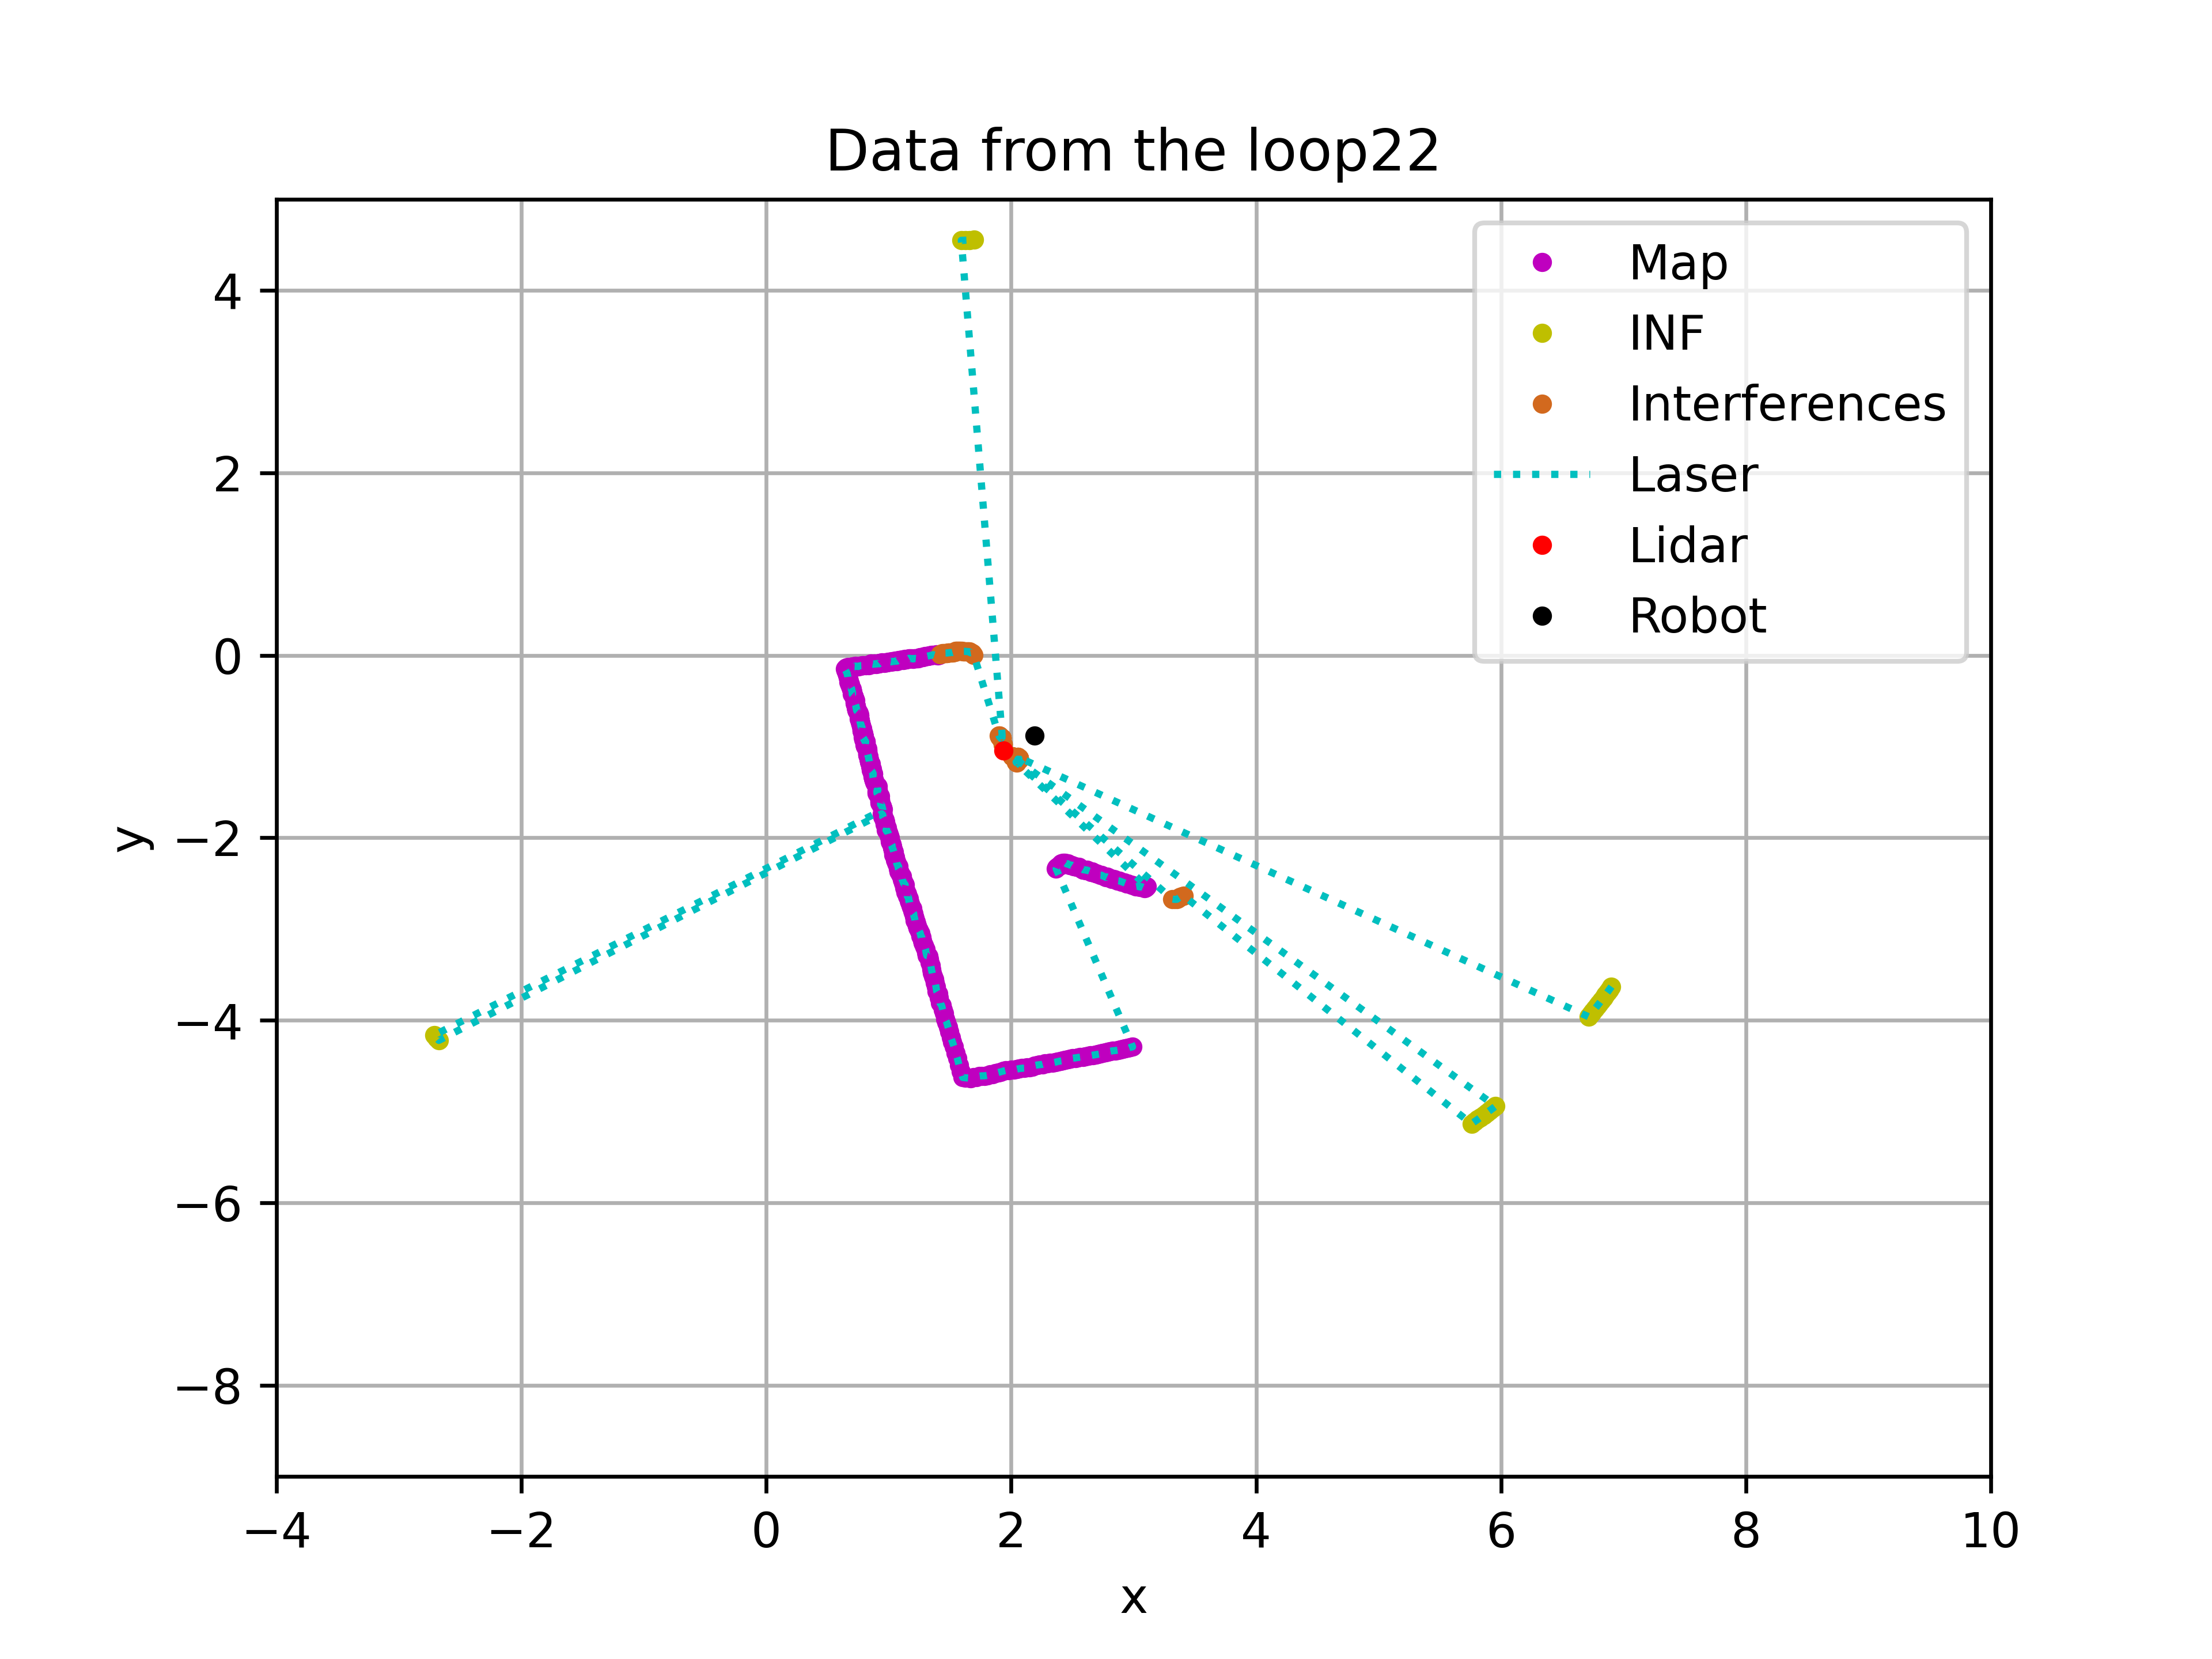 Data from the loop22
Map
INF
Interferences
Laser
Lidar
Robot
4
2
0
−2
−4
−6
−8
y
−4 −2 0 2 4 6 8 10
x